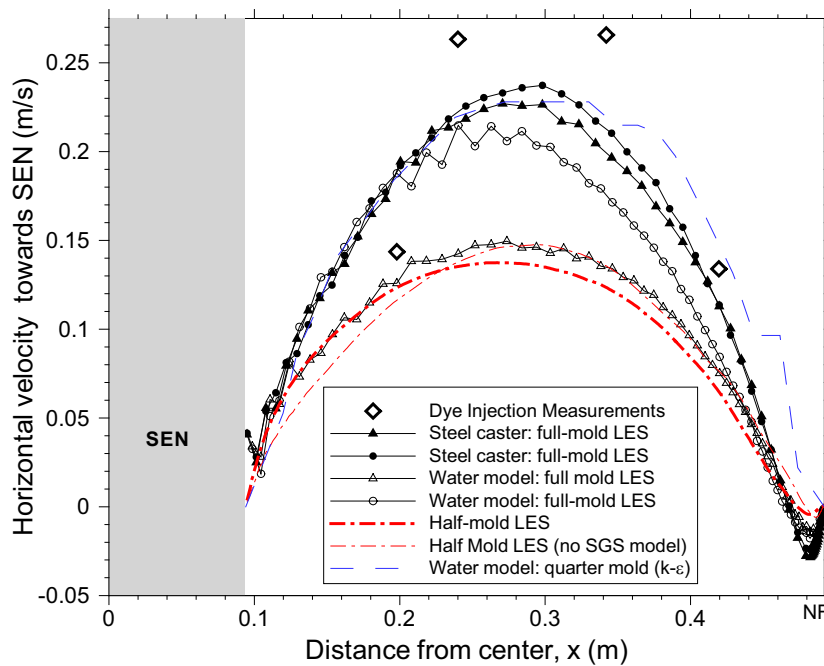 Horizontal velocity towards SEN (m/s)
0.25
0.2
0.15
0.1
0.05
0
-0.05
SEN
Dye Injection Measurements
Steel caster: full-mold LES
Steel caster: full-mold LES
Water model: full mold LES
Water model: full-mold LES
Half-mold LES
Half Mold LES (no SGS model)
Water model: quarter mold (k-ε)
0 0.1 0.2 0.3 0.4
Distance from center, x (m)